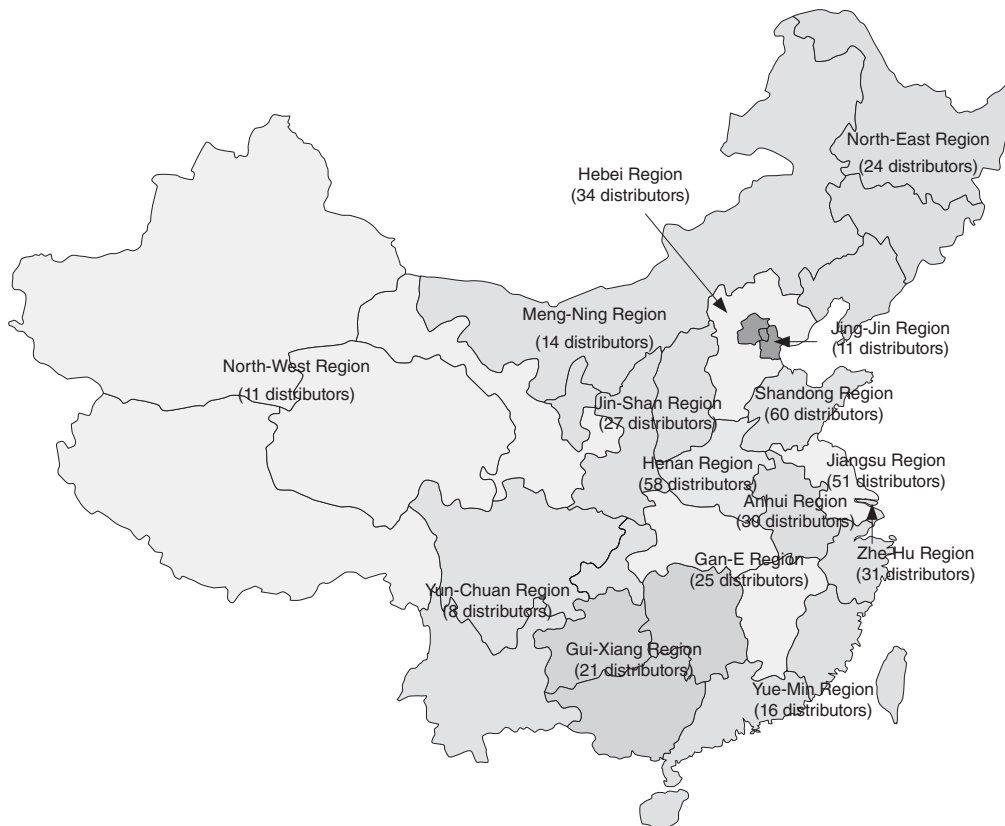 North-East Region
(24 distributors)
Hebei Region
(34 distributors)
Meng-Ning Region
(14 distributors)
Jing-Jin Region
(11 distributors)
North-West Region
(11 distributors)
Shandong Region
(60 distributors)
Jin-Shan Region
(27 distributors)
Henan Region
(58 distributors)
Jiangsu Region
(51 distributors)
Anhui Region
(30 distributors)
Zhe-Hu Region
(31 distributors)
Gan-E Region
(25 distributors)
Yun-Chuan Region
(8 distributors)
Gui-Xiang Region
(21 distributors)
Yue-Min Region
(16 distributors)